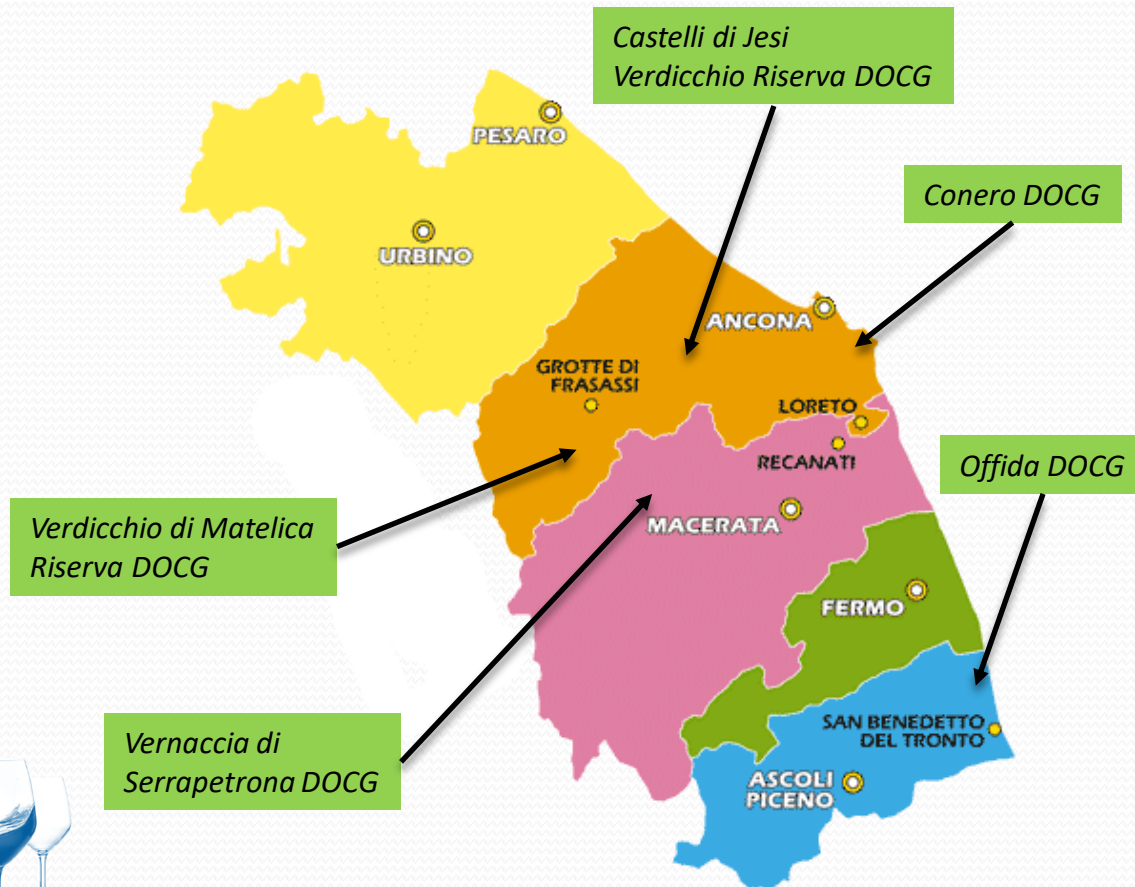 Castelli di Jesi
Verdicchio Riserva DOCG
PESARO
Conero DOCG
URBINO
ANCONA
GROTTE DI
FRASASSI
LORETO
RECANATI
Offida DOCG
Verdicchio di Matelica
Riserva DOCG
MACERATA
FERMO
SAN BENEDETTO
DEL TRONTO
Vernaccia di
Serrapetrona DOCG
ASCOLI
PICENO